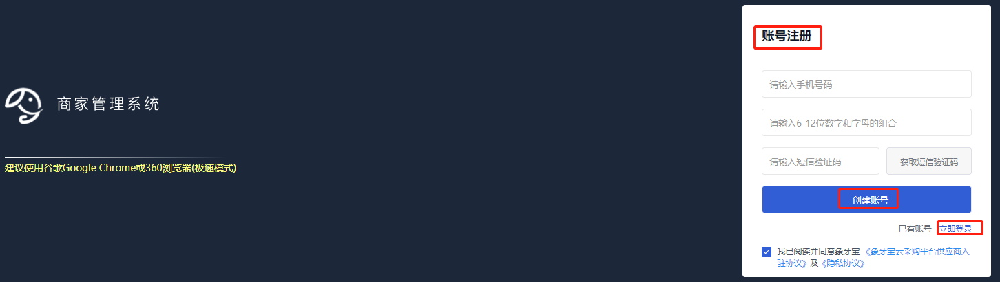 商家管理系统
建议使用谷歌Google Chrome或360浏览器(极速模式)
账号注册
请输入手机号码
请输入6-12位数字和字母的组合
请输入短信验证码 获取短信验证码
创建账号
已有账号 立即登录
我已阅读并同意象牙宝《象牙宝云采购平台供应商入
驻协议》及《隐私协议》